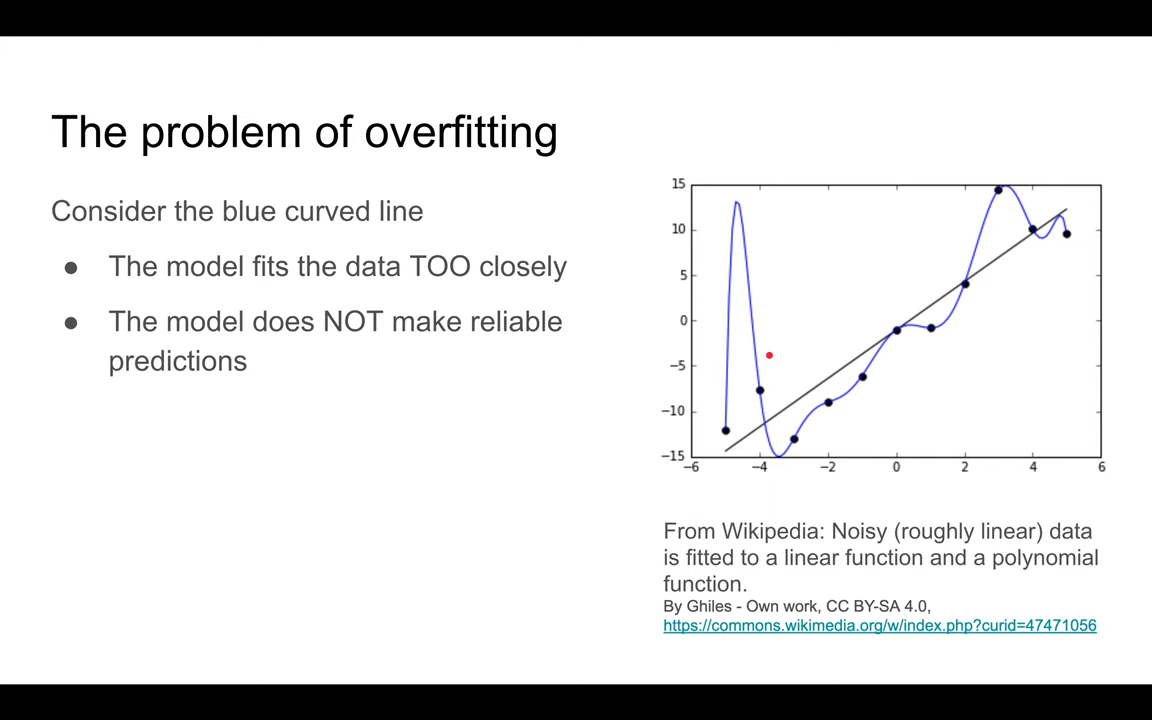 The problem of overfitting
Consider the blue curved line
● The model fits the data TOO closely
● The model does NOT make reliable
predictions
15
10
5
0
−5
−10
−15
−6
−4
−2
0
2
4
6
From Wikipedia: Noisy (roughly linear) data
is fitted to a linear function and a polynomial
function.
By Ghiles - Own work, CC BY-SA 4.0,
https://commons.wikimedia.org/w/index.php?curid=47471056